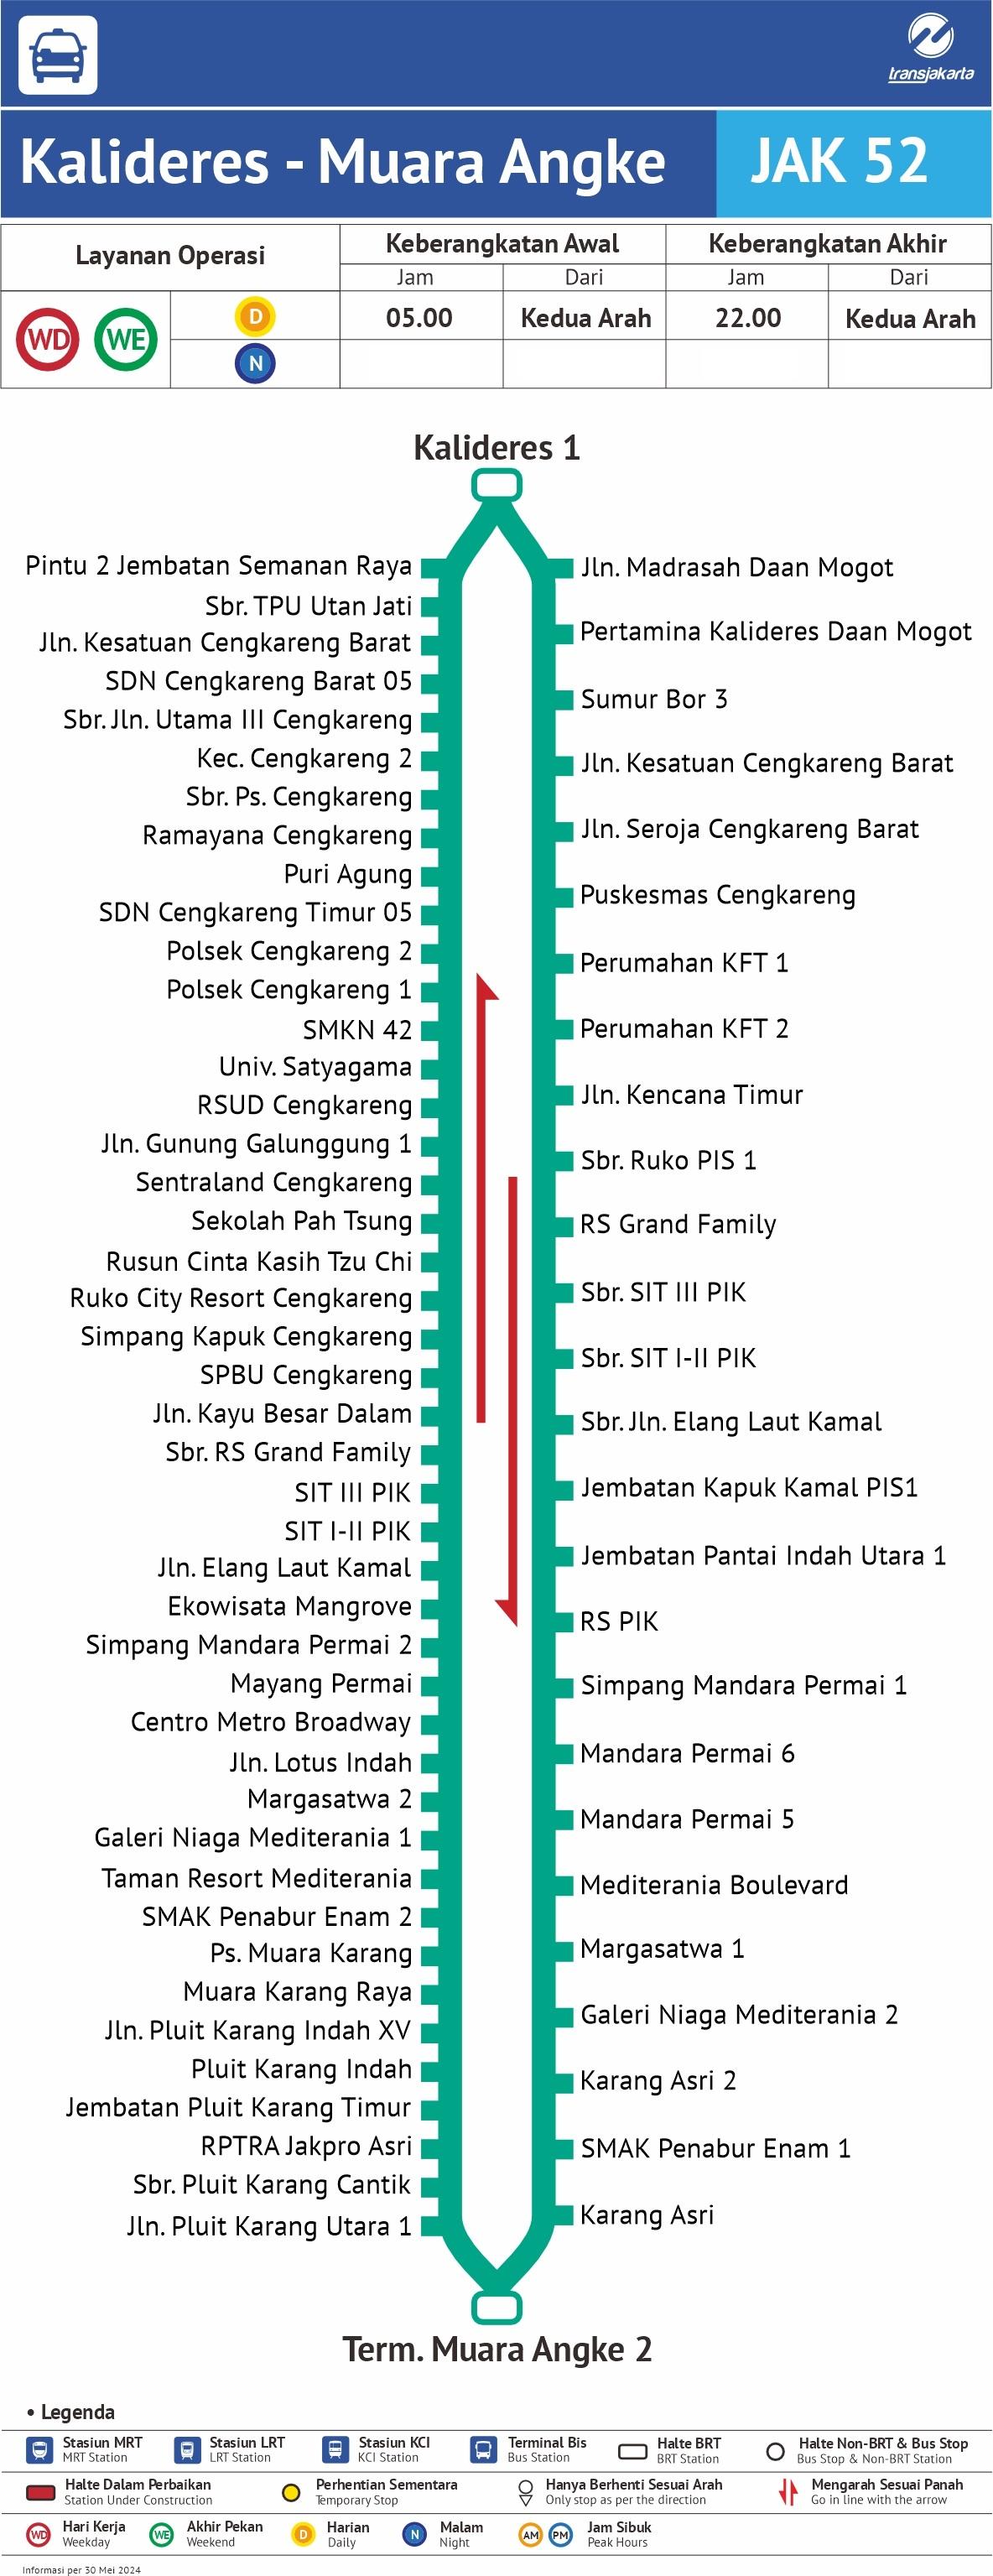 transjakarta
Kalideres - Muara Angke
JAK 52
Layanan Operasi
Keberangkatan Awal
Keberangkatan Akhir
Jam
Dari
Jam
Dari
WD
WE
D
05.00
Kedua Arah
22.00
Kedua Arah
N
Kalideres 1
Pintu 2 Jembatan Semanan Raya
Sbr. TPU Utan Jati
Jln. Kesatuan Cengkareng Barat
SDN Cengkareng Barat 05
Sbr. Jln. Utama III Cengkareng
Kec. Cengkareng 2
Sbr. Ps. Cengkareng
Ramayana Cengkareng
Puri Agung
SDN Cengkareng Timur 05
Polsek Cengkareng 2
Polsek Cengkareng 1
SMKN 42
Univ. Satyagama
RSUD Cengkareng
Jln. Gunung Galunggung 1
Sentraland Cengkareng
Sekolah Pah Tsung
Rusun Cinta Kasih Tzu Chi
Ruko City Resort Cengkareng
Simpang Kapuk Cengkareng
SPBU Cengkareng
Jln. Kayu Besar Dalam
Sbr. RS Grand Family
SIT III PIK
SIT I-II PIK
Jln. Elang Laut Kamal
Ekowisata Mangrove
Simpang Mandara Permai 2
Mayang Permai
Centro Metro Broadway
Jln. Lotus Indah
Margasatwa 2
Galeri Niaga Mediterania 1
Taman Resort Mediterania
SMAK Penabur Enam 2
Ps. Muara Karang
Muara Karang Raya
Jln. Pluit Karang Indah XV
Pluit Karang Indah
Jembatan Pluit Karang Timur
RPTRA Jakpro Asri
Sbr. Pluit Karang Cantik
Jln. Pluit Karang Utara 1
Jln. Madrasah Daan Mogot
Pertamina Kalideres Daan Mogot
Sumur Bor 3
Jln. Kesatuan Cengkareng Barat
Jln. Seroja Cengkareng Barat
Puskesmas Cengkareng
Perumahan KFT 1
Perumahan KFT 2
Jln. Kencana Timur
Sbr. Ruko PIS 1
RS Grand Family
Sbr. SIT III PIK
Sbr. SIT I-II PIK
Sbr. Jln. Elang Laut Kamal
Jembatan Kapuk Kamal PIS1
Jembatan Pantai Indah Utara 1
RS PIK
Simpang Mandara Permai 1
Mandara Permai 6
Mandara Permai 5
Mediterania Boulevard
Margasatwa 1
Galeri Niaga Mediterania 2
Karang Asri 2
SMAK Penabur Enam 1
Karang Asri
Term. Muara Angke 2
• Legenda
Stasiun MRT
MRT Station
Stasiun LRT
LRT Station
Stasiun KCI
KCI Station
Terminal Bis
Bus Station
Halte BRT
BRT Station
Halte Non-BRT & Bus Stop
Bus Stop & Non-BRT Station
Halte Dalam Perbaikan
Station Under Construction
Perhentian Sementara
Temporary Stop
Hanya Berhenti Sesuai Arah
Only stop as per the direction
Mengarah Sesuai Panah
Go in line with the arrow
WD
Hari Kerja
Weekday
WE
Akhir Pekan
Weekend
D
Harian
Daily
N
Malam
Night
AM
PM
Jam Sibuk
Peak Hours
Informasi per 30 Mei 2024